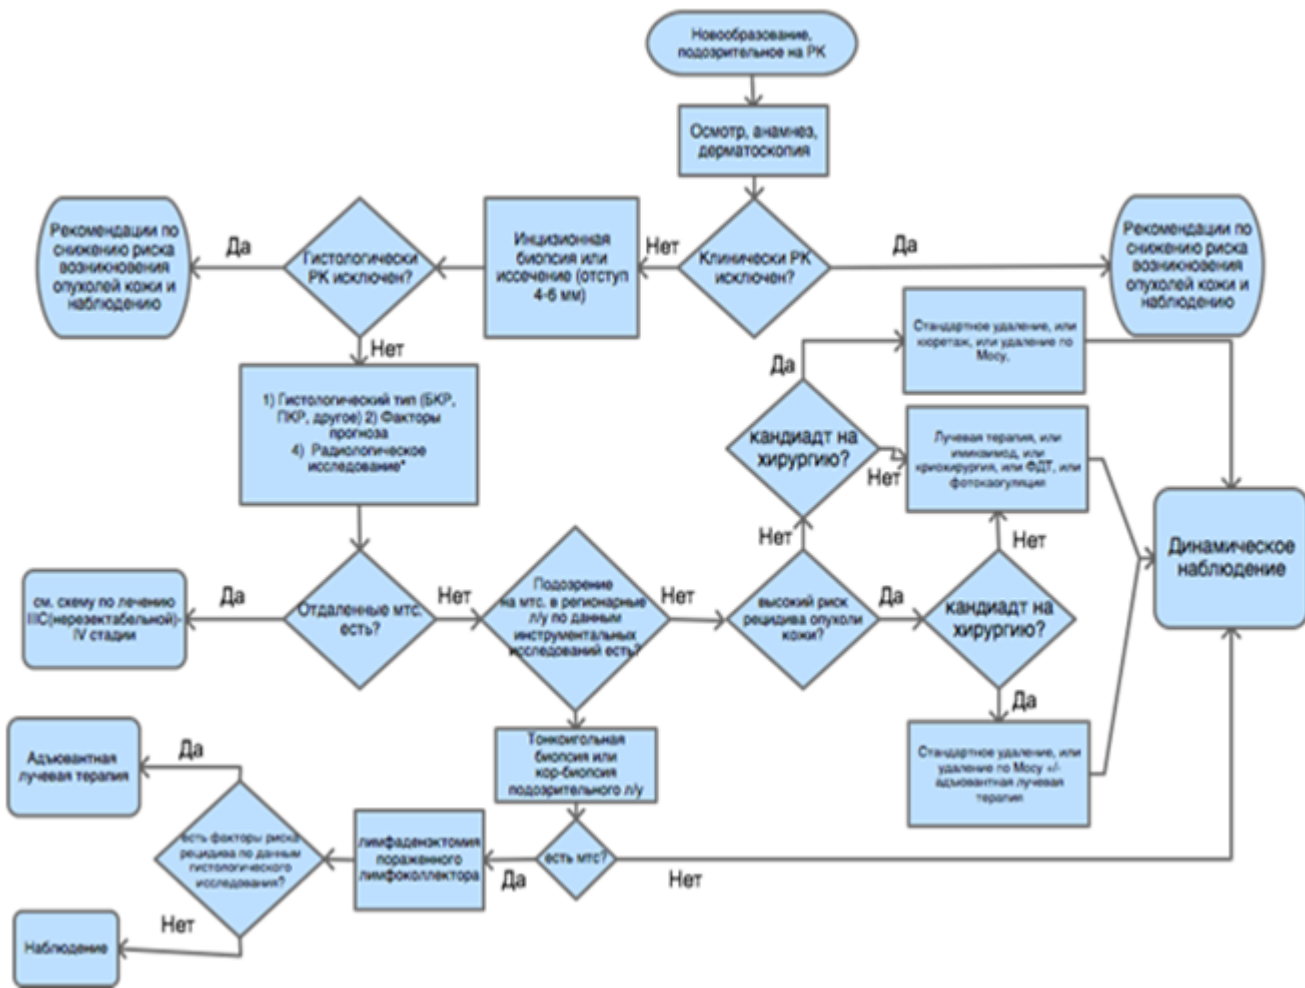 Новообразование,
подозрительное на РК
Осмотр, анамнез,
дерматоскопия
Рекомендации по
снижению риска
возникновения
опухолей кожи и
наблюдению
Да
Гистологически
РК исключен?
Инцизионная
биопсия или
иссечение (отступ
4-6 мм)
Нет
Клинически РК
исключен?
Да
Рекомендации по
снижению риска
возникновения
опухолей кожи и
наблюдению
Нет
1) Гистологический тип (БКР,
ПКР, другое) 2) Факторы
прогноза
4) Радиологическое
исследование*
Стандартное удаление, или
кюретаж, или удаление по
Мосу,
Да
кандиадт на
хирургию?
Нет
Лучевая терапия, или
имихимод, или
криохирургия, или ФДТ, или
фотокаогуляция
Динамическое
наблюдение
Нет
Нет
см. схему по лечению
IIIC(нерезектабельной)-
IV стадии
Да
Отдаленные мтс.
есть?
Нет
Подозрение
на мтс. в регионарные
л/у по данным
инструментальных
исследований есть?
Нет
высокий риск
рецидива опухоли
кожи?
Да
кандиадт на
хирургию?
Да
Стандартное удаление, или
удаление по Мосу +/-
адъювантная лучевая
терапия
Тонкоигольная
биопсия или
кор-биопсия
подозрительного л/у
есть мтс?
Да
Нет
лимфаденэктомия
пораженного
лимфоколлектора
есть факторы риска
рецидива по данным
гистологического
исследования?
Да
Адъювантная
лучевая терапия
Нет
Наблюдение